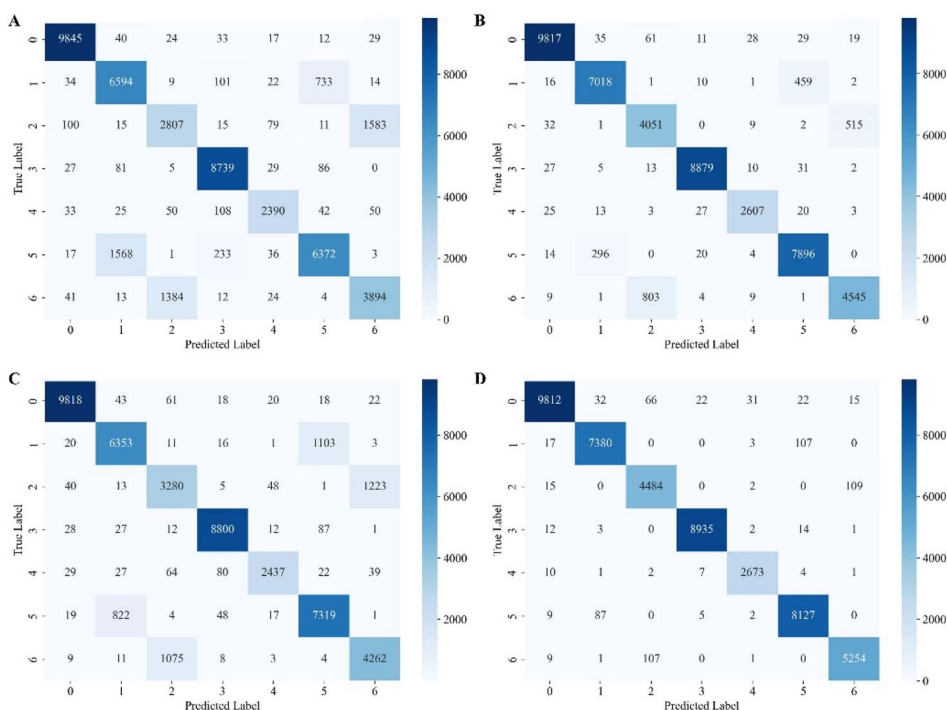 A
0 9845 40 24 33 17 12 29
1 34 6594 9 101 22 733 14
2 100 15 2807 15 79 11 1583
3 27 81 5 8739 29 86 0
4 33 25 50 108 2390 42 50
5 17 1568 1 233 36 6372 3
6 41 13 1384 12 24 4 3894
0 1 2 3 4 5 6
True Label
Predicted Label
8000
6000
4000
2000
0
B
0 9817 35 61 11 28 29 19
1 16 7018 1 10 1 459 2
2 32 1 4051 0 9 2 515
3 27 5 13 8879 10 31 2
4 25 13 3 27 2607 20 3
5 14 296 0 20 4 7896 0
6 9 1 803 4 9 1 4545
0 1 2 3 4 5 6
True Label
Predicted Label
8000
6000
4000
2000
0
C
0 9818 43 61 18 20 18 22
1 20 6353 11 16 1 1103 3
2 40 13 3280 5 48 1 1223
3 28 27 12 8800 12 87 1
4 29 27 64 80 2437 22 39
5 19 822 4 48 17 7319 1
6 9 11 1075 8 3 4 4262
0 1 2 3 4 5 6
True Label
Predicted Label
8000
6000
4000
2000
D
0 9812 32 66 22 31 22 15
1 17 7380 0 0 3 107 0
2 15 0 4484 0 2 0 109
3 12 3 0 8935 2 14 1
4 10 1 2 7 2673 4 1
5 9 87 0 5 2 8127 0
6 9 1 107 0 1 0 5254
0 1 2 3 4 5 6
True Label
Predicted Label
8000
6000
4000
2000
0